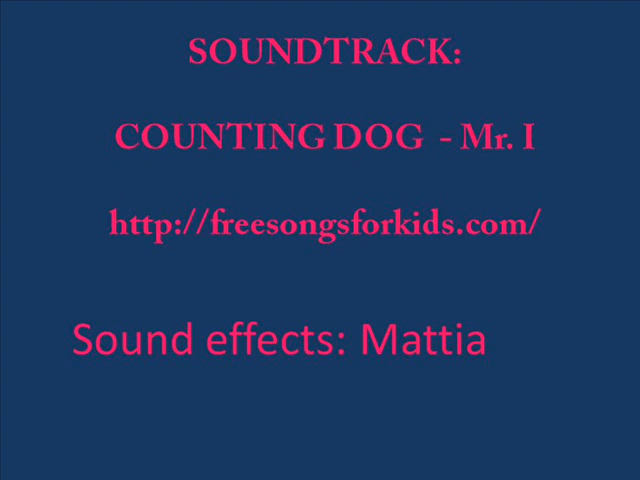 SOUNDTRACK:
COUNTING DOG - Mr. I
http://freesongsforkids.com/
Sound effects: Mattia